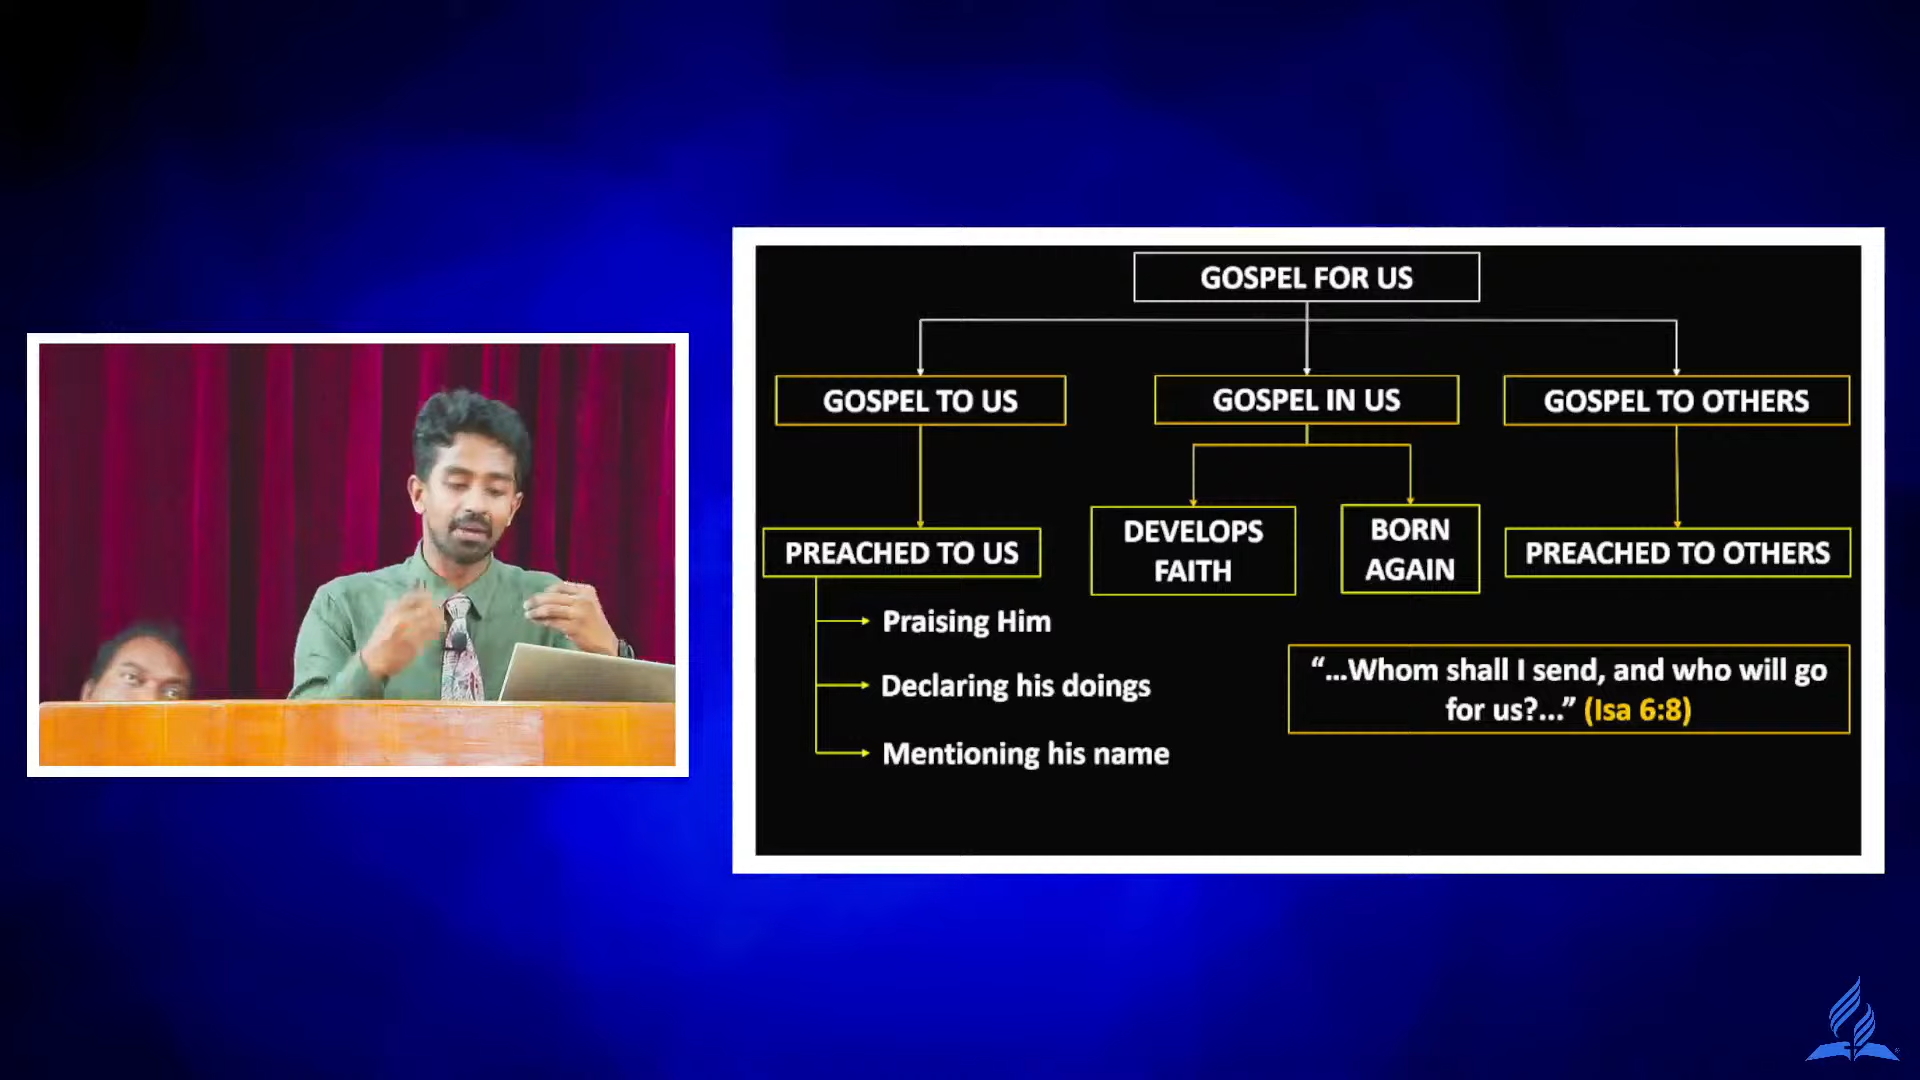 GOSPEL FOR US
GOSPEL TO US
GOSPEL IN US
GOSPEL TO OTHERS
PREACHED TO US
DEVELOPS
FAITH
BORN
AGAIN
PREACHED TO OTHERS
Praising Him
Declaring his doings
Mentioning his name
“...Whom shall I send, and who will go
for us?...” (Isa 6:8)